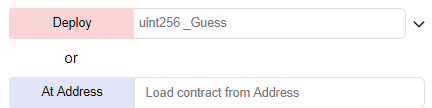 Deploy uint256 _Guess
or
At Address Load contract from Address